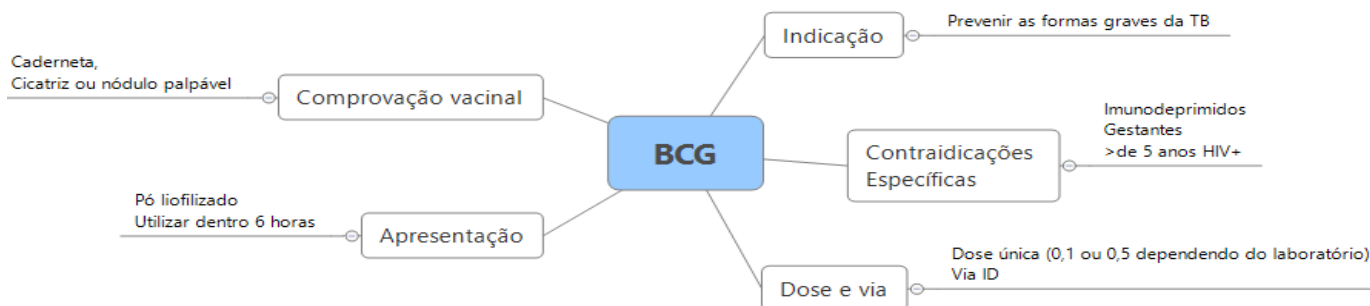 BCG
Indicação
Prevenir as formas graves da TB
Contraidicações
Específicas
Imunodeprimidos
Gestantes
>de 5 anos HIV+
Dose e via
Dose única (0,1 ou 0,5 dependendo do laboratório)
Via ID
Comprovação vacinal
Caderneta,
Cicatriz ou nódulo palpável
Apresentação
Pó liofilizado
Utilizar dentro 6 horas